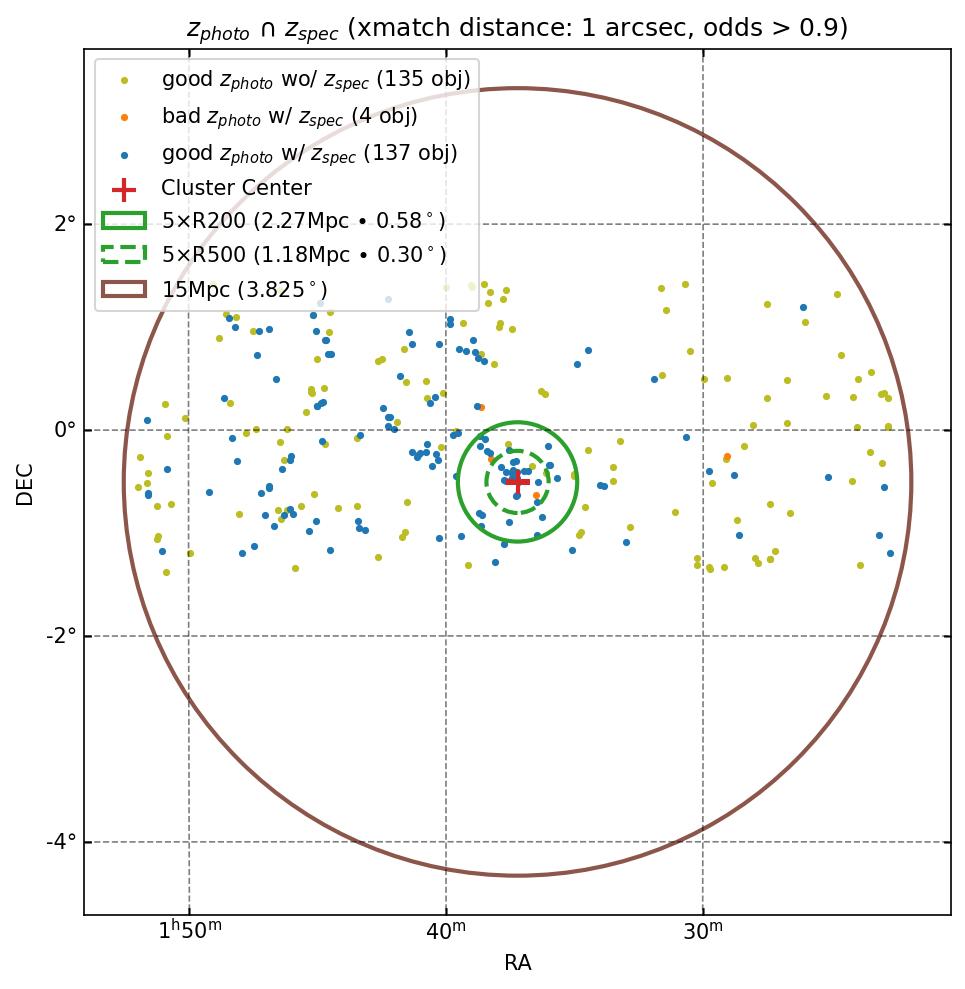 z_photo ∩ z_spec (xmatch distance: 1 arcsec, odds > 0.9)
good z_photo wo/ z_spec (135 obj)
bad z_photo w/ z_spec (4 obj)
good z_photo w/ z_spec (137 obj)
Cluster Center
5×R200 (2.27Mpc • 0.58°)
5×R500 (1.18Mpc • 0.30°)
15Mpc (3.825°)
2°
0°
-2°
-4°
DEC
1ʰ50ᵐ
40ᵐ
30ᵐ
RA